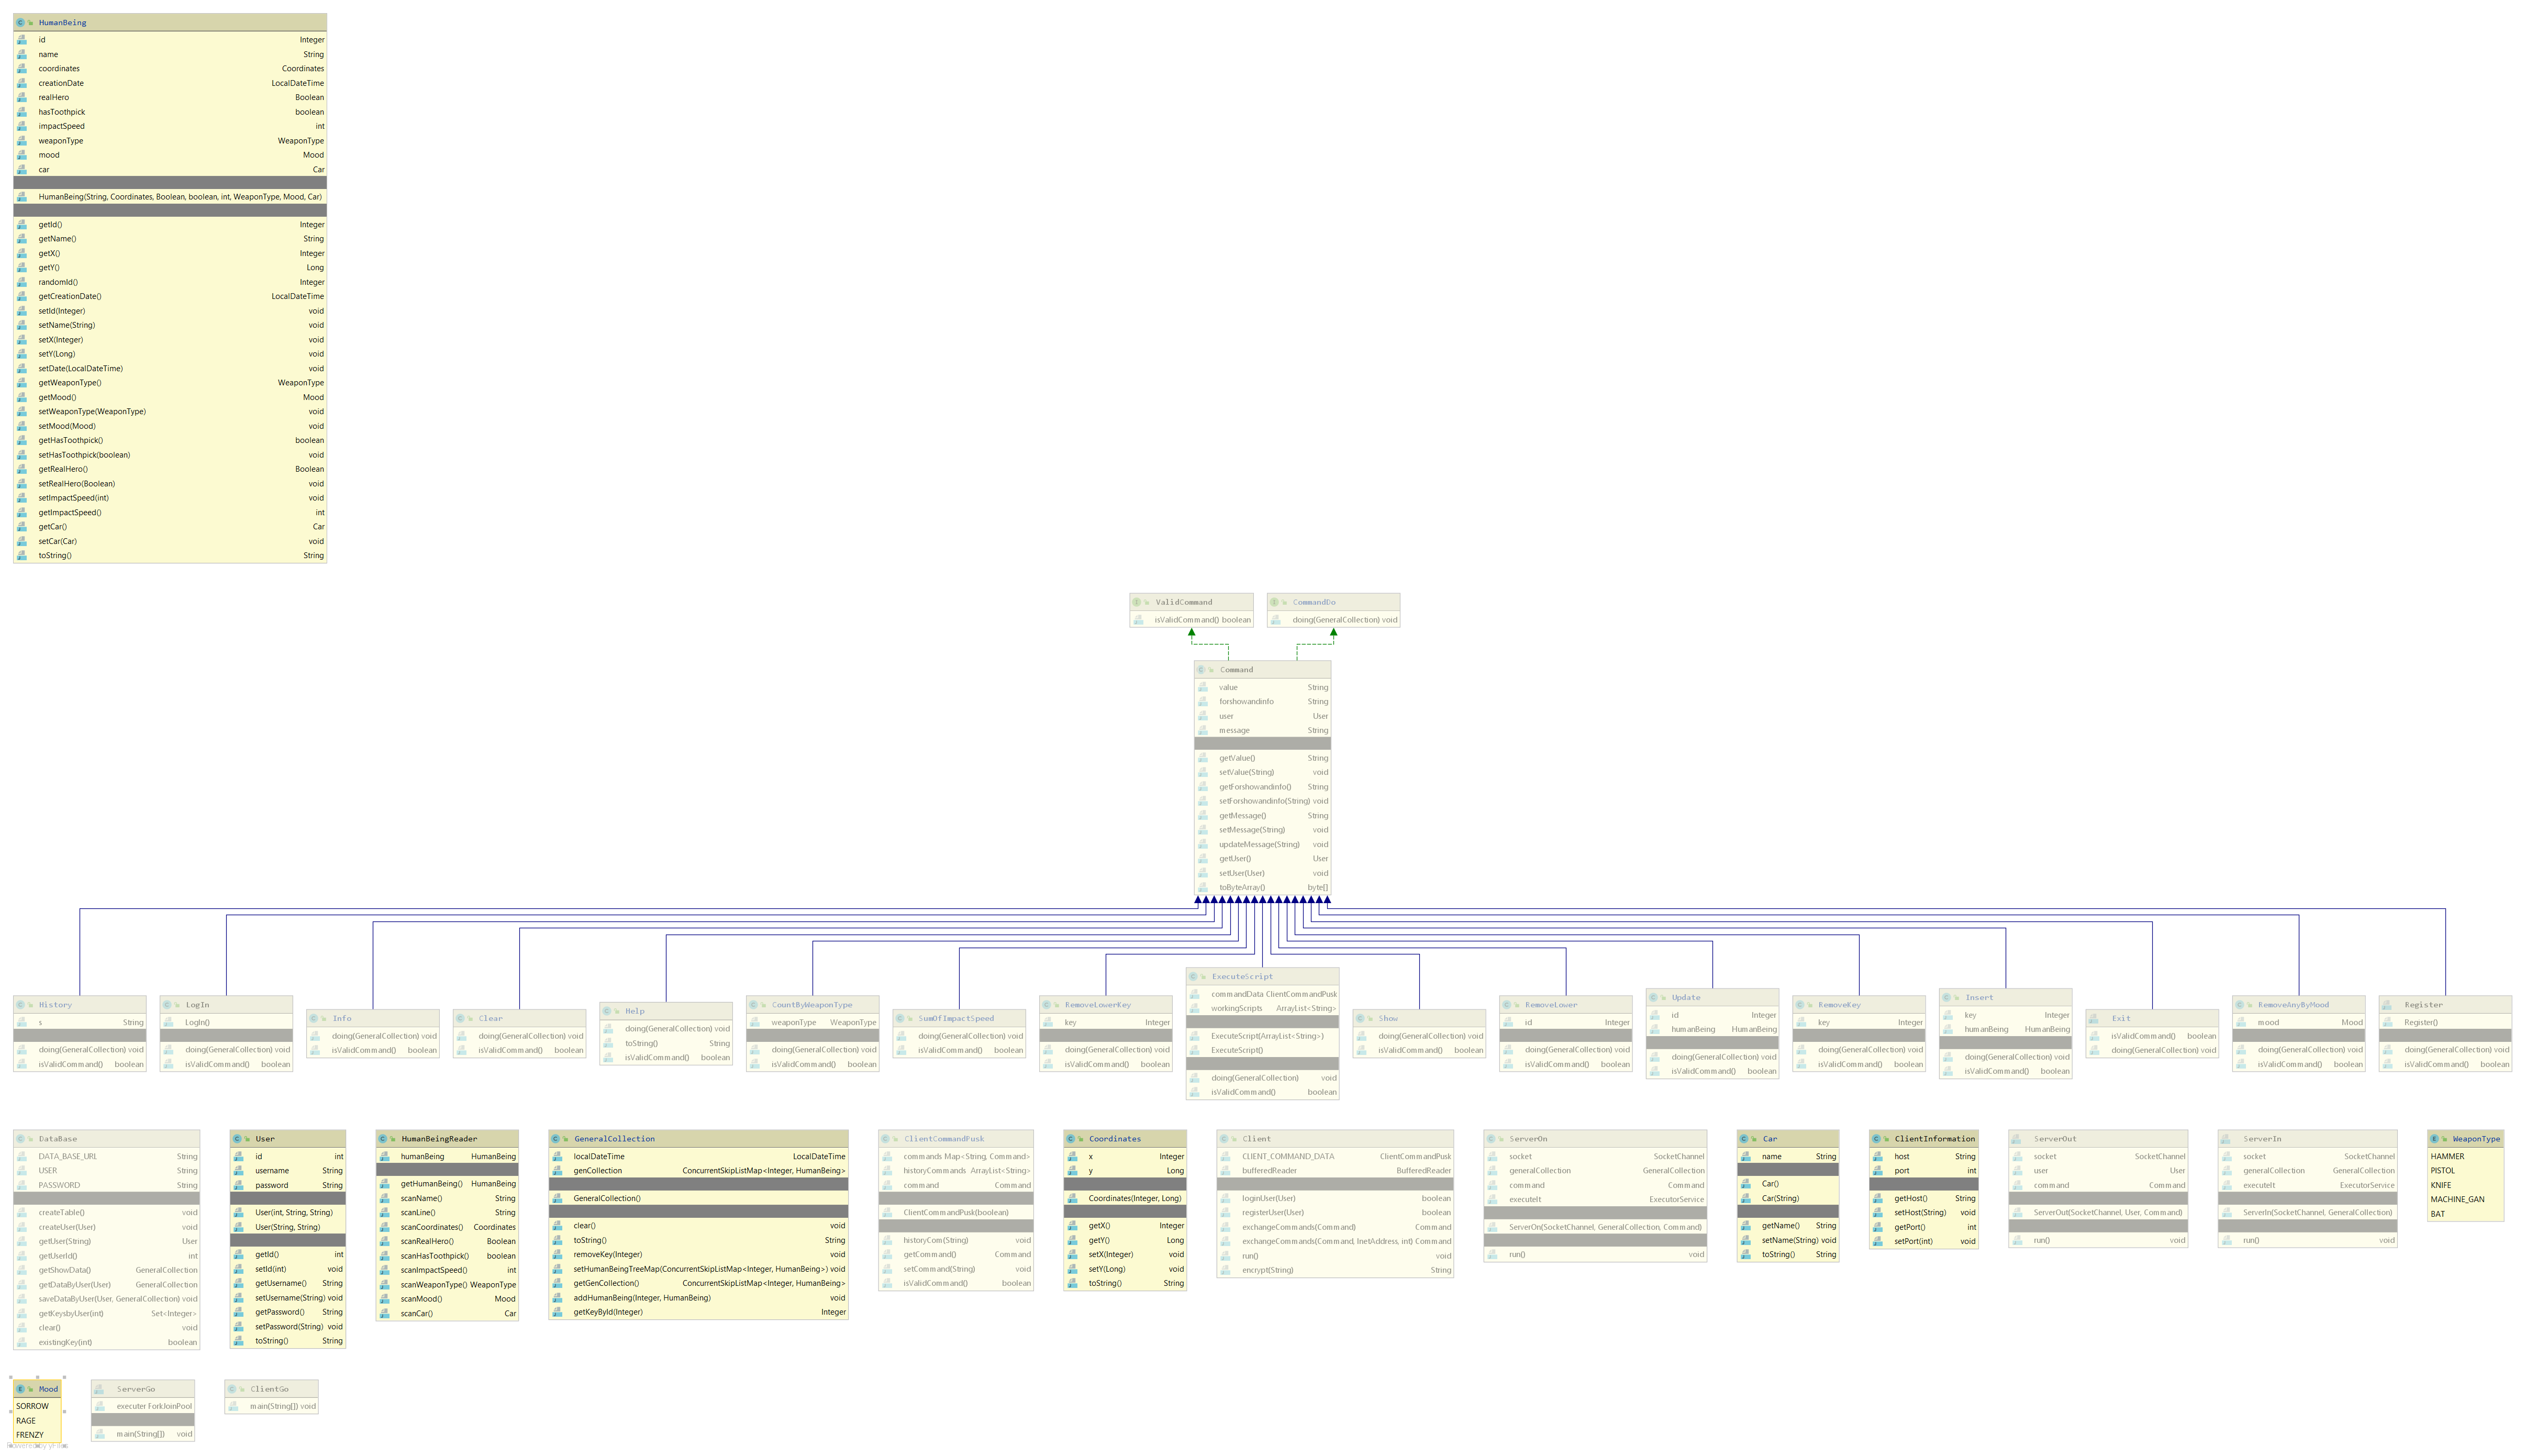 HumanBeing
id Integer
name String
coordinates Coordinates
creationDate LocalDateTime
realHero Boolean
hasToothpick boolean
impactSpeed int
weaponType WeaponType
mood Mood
car Car
HumanBeing(String, Coordinates, Boolean, boolean, int, WeaponType, Mood, Car)
getId() Integer
getName() String
getX() Integer
getY() Long
randomId() Integer
getCreationDate() LocalDateTime
setId(Integer) void
setName(String) void
setX(Integer) void
setY(Long) void
setDate(LocalDateTime) void
getWeaponType() WeaponType
getMood() Mood
setWeaponType(WeaponType) void
setMood(Mood) void
getHasToothpick() boolean
setHasToothpick(boolean) void
getRealHero() Boolean
setRealHero(Boolean) void
setImpactSpeed(int) void
getImpactSpeed() int
getCar() Car
setCar(Car) void
toString() String
ValidCommand
isValidCommand() boolean
CommandDo
doing(GeneralCollection) void
Command
value String
forshowandinfo String
user User
message String
getValue() String
setValue(String) void
getForshowandinfo() String
setForshowandinfo(String) void
getMessage() String
setMessage(String) void
updateMessage(String) void
getUser() User
setUser(User) void
toByteArray() byte[]
History
s String
doing(GeneralCollection) void
isValidCommand() boolean
LogIn
LogIn()
doing(GeneralCollection) void
isValidCommand() boolean
Info
doing(GeneralCollection) void
isValidCommand() boolean
Clear
doing(GeneralCollection) void
isValidCommand() boolean
Help
doing(GeneralCollection) void
toString() String
isValidCommand() boolean
CountByWeaponType
weaponType WeaponType
doing(GeneralCollection) void
isValidCommand() boolean
SumOfImpactSpeed
doing(GeneralCollection) void
isValidCommand() boolean
RemoveLowerKey
key Integer
doing(GeneralCollection) void
isValidCommand() boolean
ExecuteScript
commandData ClientCommandPusk
workingScripts ArrayList<String>
ExecuteScript(ArrayList<String>)
ExecuteScript()
doing(GeneralCollection) void
isValidCommand() boolean
Show
doing(GeneralCollection) void
isValidCommand() boolean
RemoveLower
id Integer
doing(GeneralCollection) void
isValidCommand() boolean
Update
id Integer
humanBeing HumanBeing
doing(GeneralCollection) void
isValidCommand() boolean
RemoveKey
key Integer
doing(GeneralCollection) void
isValidCommand() boolean
Insert
key Integer
humanBeing HumanBeing
doing(GeneralCollection) void
isValidCommand() boolean
Exit
isValidCommand() boolean
doing(GeneralCollection) void
RemoveAnyByMood
mood Mood
doing(GeneralCollection) void
isValidCommand() boolean
Register
Register()
doing(GeneralCollection) void
isValidCommand() boolean
DataBase
DATA_BASE_URL String
USER String
PASSWORD String
createTable() void
createUser(User) void
getUser(String) User
getUserId() int
getShowData() GeneralCollection
getDataByUser(User) GeneralCollection
saveDataByUser(User, GeneralCollection) void
getKeysbyUser(int) Set<Integer>
clear() void
existingKey(int) boolean
User
id int
username String
password String
User(int, String, String)
User(String, String)
getId() int
setId(int) void
getUsername() String
setUsername(String) void
getPassword() String
setPassword(String) void
toString() String
HumanBeingReader
humanBeing HumanBeing
getHumanBeing() HumanBeing
scanName() String
scanLine() String
scanCoordinates() Coordinates
scanRealHero() Boolean
scanHasToothpick() boolean
scanImpactSpeed() int
scanWeaponType() WeaponType
scanMood() Mood
scanCar() Car
GeneralCollection
localDateTime LocalDateTime
genCollection ConcurrentSkipListMap<Integer, HumanBeing>
GeneralCollection()
clear() void
toString() String
removeKey(Integer) void
setHumanBeingTreeMap(ConcurrentSkipListMap<Integer, HumanBeing>) void
getGenCollection() ConcurrentSkipListMap<Integer, HumanBeing>
addHumanBeing(Integer, HumanBeing) void
getKeyById(Integer) Integer
ClientCommandPusk
commands Map<String, Command>
historyCommands ArrayList<String>
command Command
ClientCommandPusk(boolean)
historyCom(String) void
getCommand() Command
setCommand(String) void
isValidCommand() boolean
Coordinates
x Integer
y Long
Coordinates(Integer, Long)
getX() Integer
getY() Long
setX(Integer) void
setY(Long) void
toString() String
Client
CLIENT_COMMAND_DATA ClientCommandPusk
bufferedReader BufferedReader
loginUser(User) boolean
registerUser(User) boolean
exchangeCommands(Command) Command
exchangeCommands(Command, InetAddress, int) Command
run() void
encrypt(String) String
ServerOn
socket SocketChannel
generalCollection GeneralCollection
command Command
executeIt ExecutorService
ServerOn(SocketChannel, GeneralCollection, Command)
run() void
Car
name String
Car()
Car(String)
getName() String
setName(String) void
toString() String
ClientInformation
host String
port int
getHost() String
setHost(String) void
getPort() int
setPort(int) void
ServerOut
socket SocketChannel
user User
command Command
ServerOut(SocketChannel, User, Command)
run() void
ServerIn
socket SocketChannel
generalCollection GeneralCollection
executeIt ExecutorService
ServerIn(SocketChannel, GeneralCollection)
run() void
WeaponType
HAMMER
PISTOL
KNIFE
MACHINE_GAN
BAT
Mood
SORROW
RAGE
FRENZY
ServerGo
executer ForkJoinPool
main(String[]) void
ClientGo
main(String[]) void